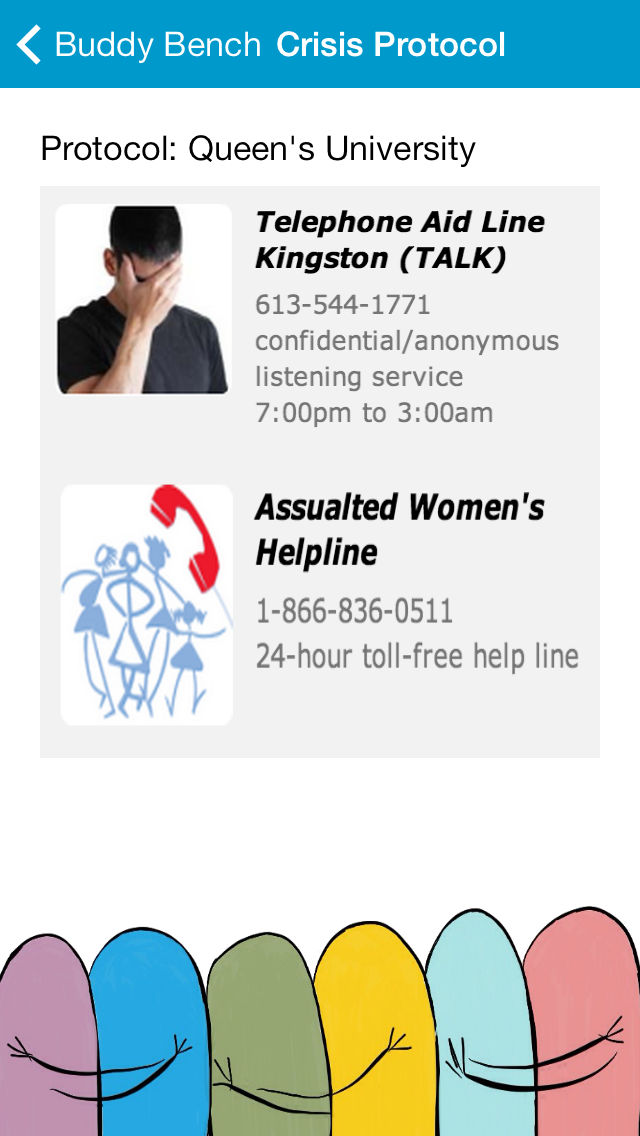 Buddy Bench Crisis Protocol
Protocol: Queen's University
Telephone Aid Line
Kingston (TALK)
613-544-1771
confidential/anonymous
listening service
7:00pm to 3:00am
Assualted Women's
Helpline
1-866-836-0511
24-hour toll-free help line